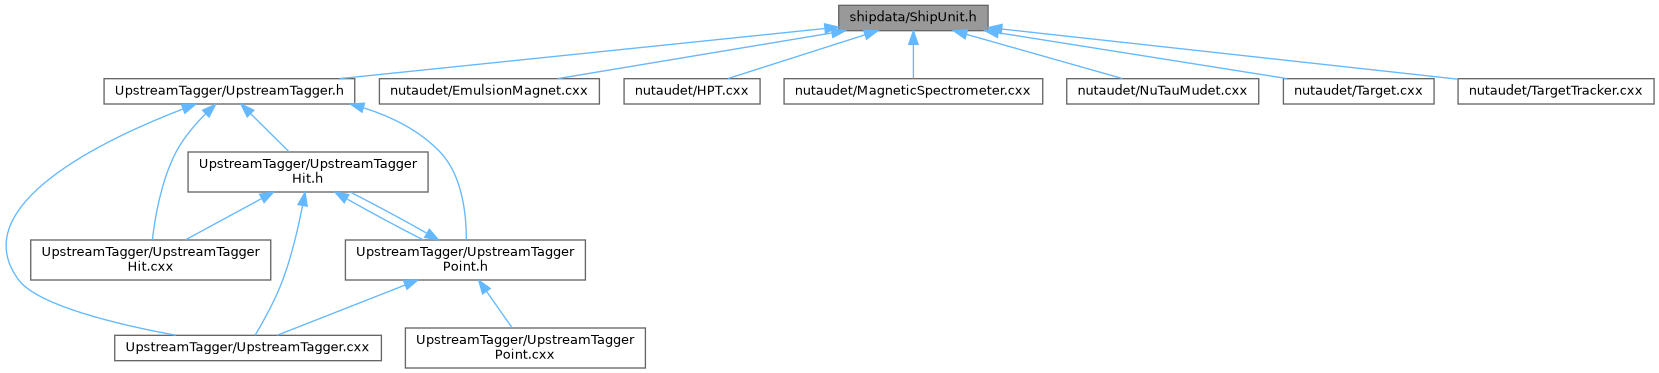 shipdata/ShipUnit.h
UpstreamTagger/UpstreamTagger.h
nutaudet/EmulsionMagnet.cxx
nutaudet/HPT.cxx
nutaudet/MagneticSpectrometer.cxx
nutaudet/NuTauMudet.cxx
nutaudet/Target.cxx
nutaudet/TargetTracker.cxx
UpstreamTagger/UpstreamTagger
Hit.h
UpstreamTagger/UpstreamTagger
Hit.cxx
UpstreamTagger/UpstreamTagger
Point.h
UpstreamTagger/UpstreamTagger.cxx
UpstreamTagger/UpstreamTagger
Point.cxx